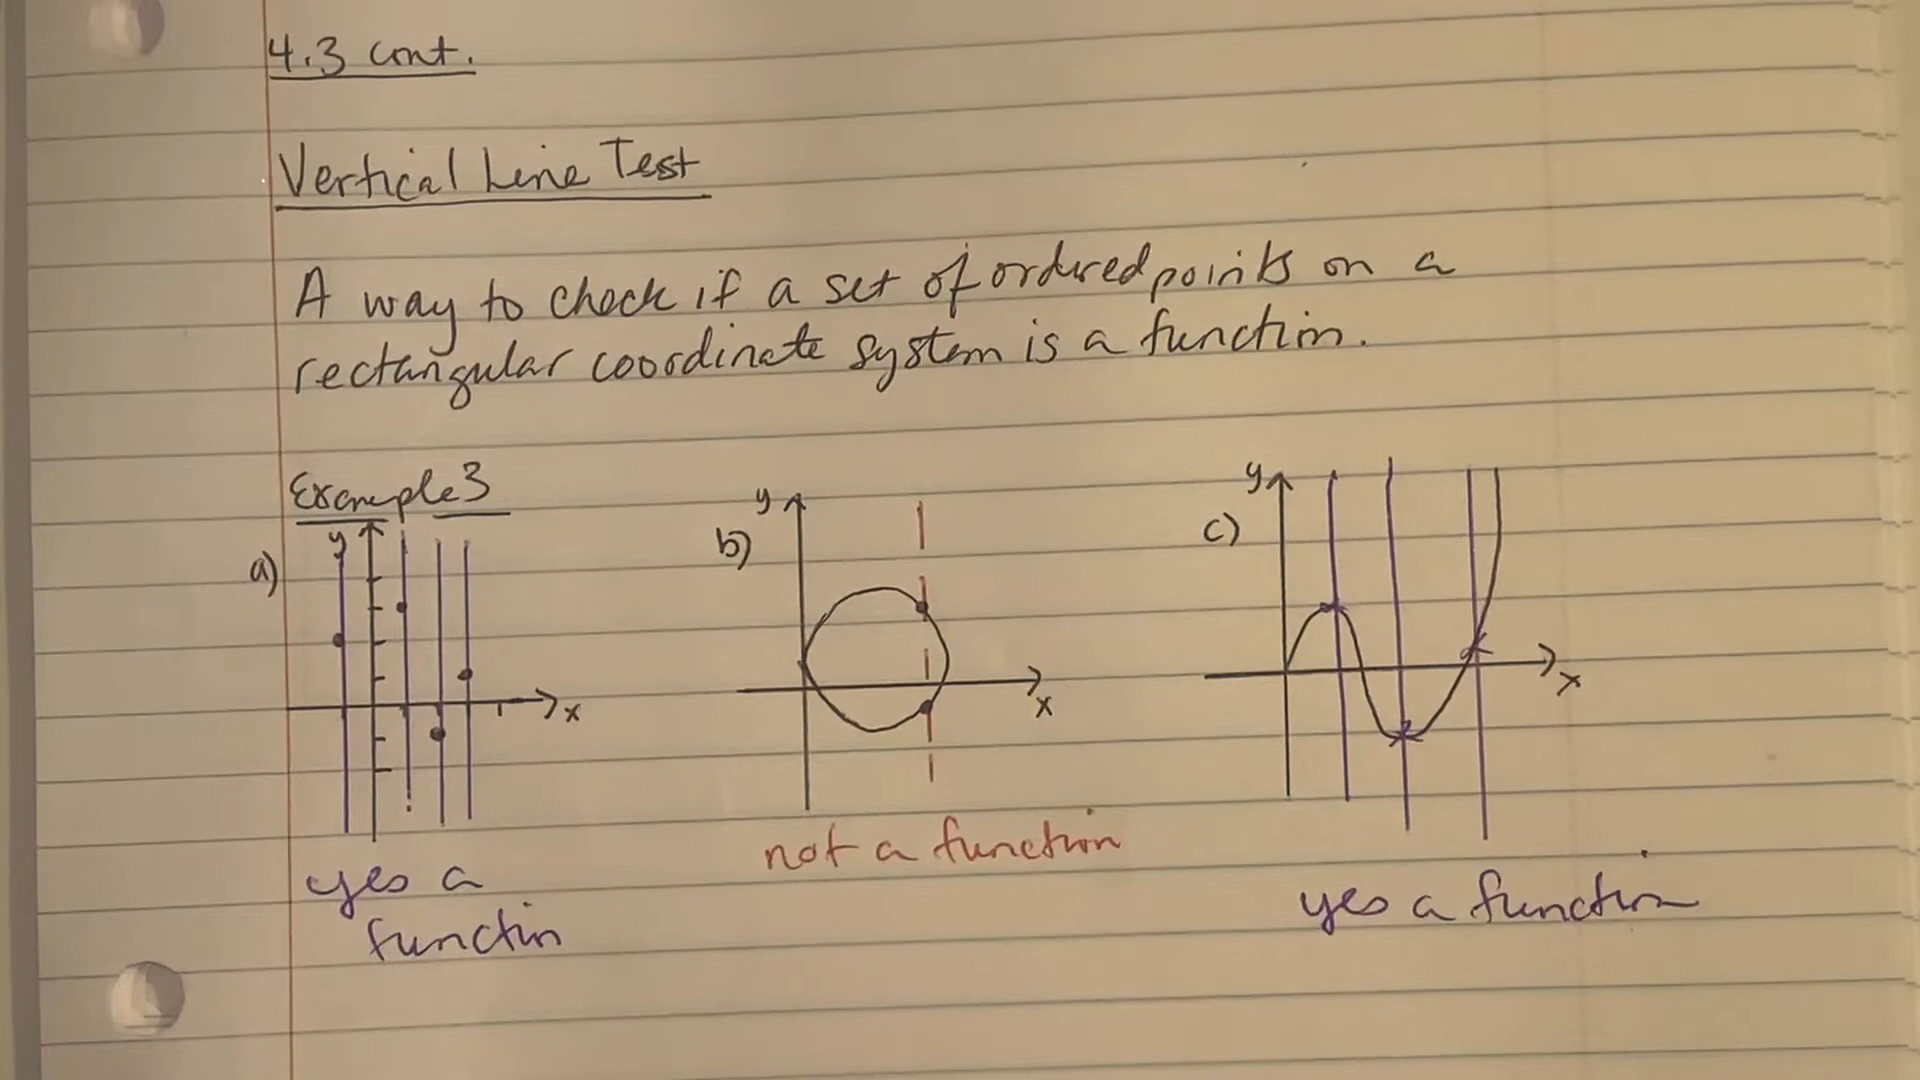 4.3 cont.
Vertical Line Test
A way to check if a set of ordered points on a
rectangular coordinate system is a function.
Example 3
a)
y
x
b)
y
x
c)
y
x
yes a
function
not a function
yes a function